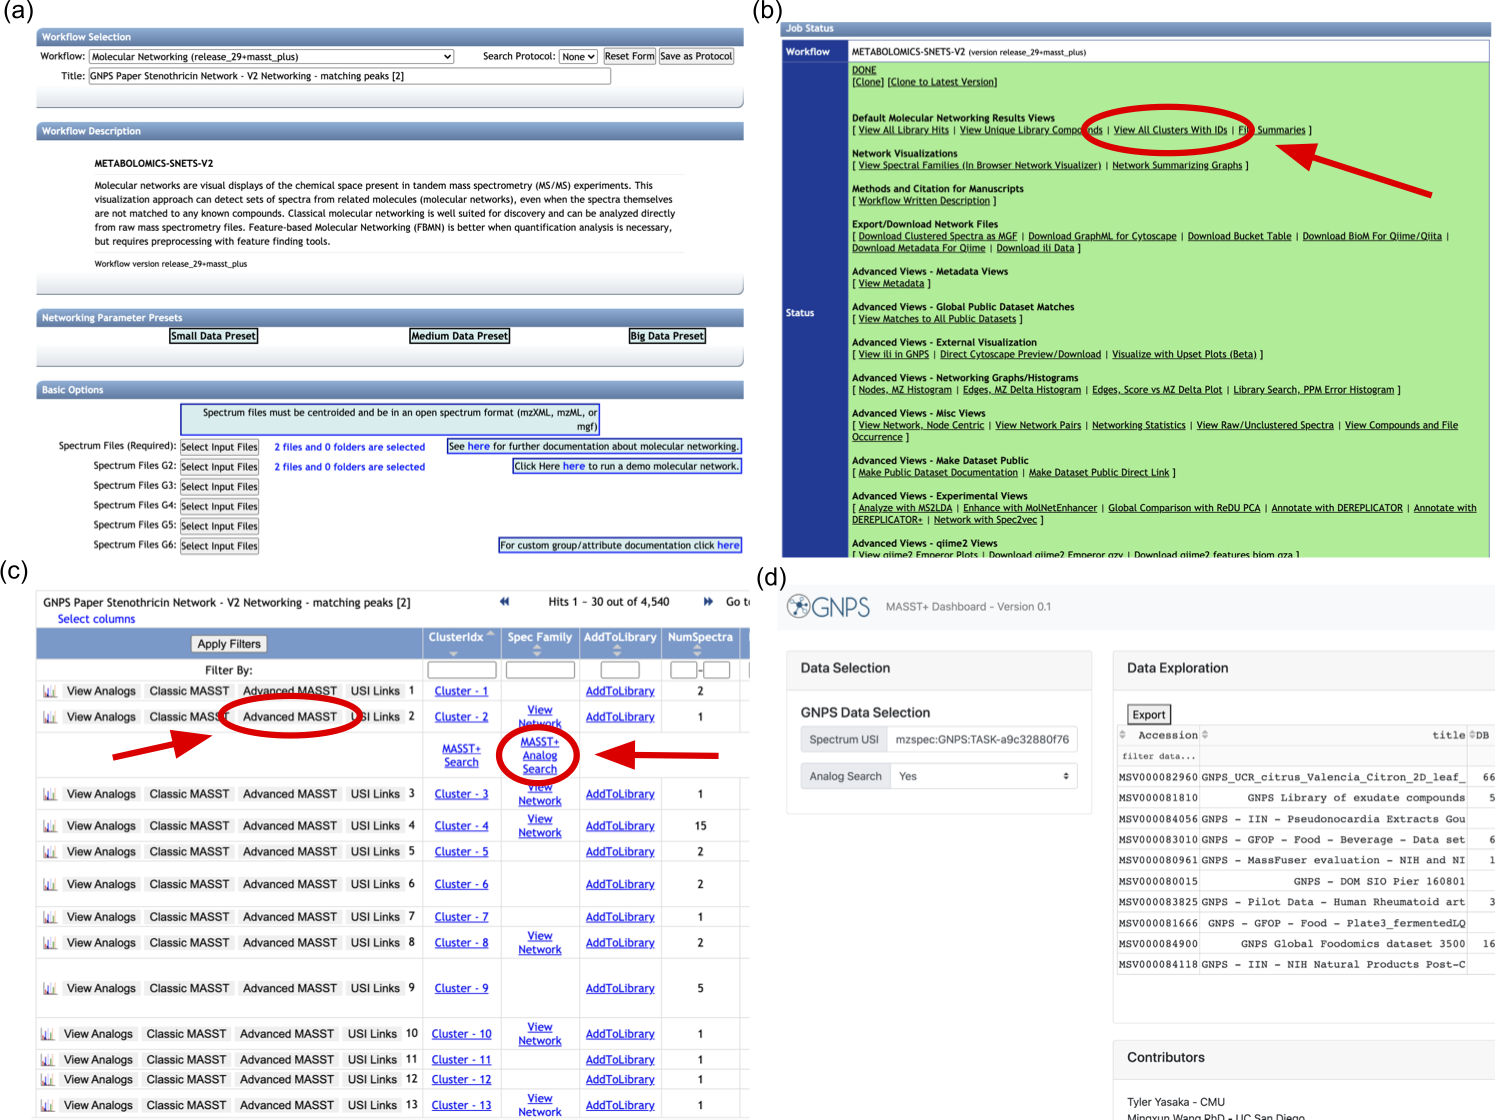 (a)
Workflow Selection
Workflow: Molecular Networking (release_29+masst_plus) Search Protocol: None Reset Form Save as Protocol
Title: GNPS Paper Stenothricin Network - V2 Networking - matching peaks [2]
Workflow Description
METABOLOMICS-SNETS-V2
Molecular networks are visual displays of the chemical space present in tandem mass spectrometry (MS/MS) experiments. This
visualization approach can detect sets of spectra from related molecules (molecular networks), even when the spectra themselves
are not matched to any known compounds. Classical molecular networking is well suited for discovery and can be analyzed directly
from raw mass spectrometry files. Feature-based Molecular Networking (FBMN) is better when quantification analysis is necessary,
but requires preprocessing with feature finding tools.
Workflow version release_29+masst_plus
Networking Parameter Presets
Small Data Preset Medium Data Preset Big Data Preset
Basic Options
Spectrum files must be centroided and be in an open spectrum format (mzXML, mzML, or
mgf)
Spectrum Files (Required): Select Input Files 2 files and 0 folders are selected See here for further documentation about molecular networking.
Spectrum Files G2: Select Input Files 2 files and 0 folders are selected Click Here here to run a demo molecular network.
Spectrum Files G3: Select Input Files
Spectrum Files G4: Select Input Files
Spectrum Files G5: Select Input Files
Spectrum Files G6: Select Input Files For custom group/attribute documentation click here
(b)
Job Status
Workflow METABOLOMICS-SNETS-V2 (version release_29+masst_plus)
Status
DONE
[Clone] [Clone to Latest Version]
Default Molecular Networking Results Views
[ View All Library Hits | View Unique Library Compounds | View All Clusters With IDs | File Summaries ]
Network Visualizations
[ View Spectral Families (In Browser Network Visualizer) | Network Summarizing Graphs ]
Methods and Citation for Manuscripts
[ Workflow Written Description ]
Export/Download Network Files
[ Download Clustered Spectra as MGF | Download GraphML for Cytoscape | Download Bucket Table | Download BioM For Qiime/Qiita |
Download Metadata For Qiime | Download ili Data ]
Advanced Views - Metadata Views
[ View Metadata ]
Advanced Views - Global Public Dataset Matches
[ View Matches to All Public Datasets ]
Advanced Views - External Visualization
[ View ili in GNPS | Direct Cytoscape Preview/Download | Visualize with Upset Plots (Beta) ]
Advanced Views - Networking Graphs/Histograms
[ Nodes, MZ Histogram | Edges, MZ Delta Histogram | Edges, Score vs MZ Delta Plot | Library Search, PPM Error Histogram ]
Advanced Views - Misc Views
[ View Network, Node Centric | View Network Pairs | Networking Statistics | View Raw/Unclustered Spectra | View Compounds and File
Occurrence ]
Advanced Views - Make Dataset Public
[ Make Public Dataset Documentation | Make Dataset Public Direct Link ]
Advanced Views - Experimental Views
[ Analyze with MS2LDA | Enhance with MolNetEnhancer | Global Comparison with ReDU PCA | Annotate with DEREPLICATOR | Annotate with
DEREPLICATOR+ | Network with Spec2vec ]
Advanced Views - qiime2 Views
[ View qiime2 Emperor Plots | Download qiime2 Emperor qzv | Download qiime2 features biom qza ]
(c)
GNPS Paper Stenothricin Network - V2 Networking - matching peaks [2] Hits 1 - 30 out of 4,540 Go to
Select columns
Apply Filters ClusterIdx Spec Family AddToLibrary NumSpectra
Filter By: -
View Analogs Classic MASST Advanced MASST USI Links 1 Cluster - 1 AddToLibrary 2
View Analogs Classic MASST Advanced MASST USI Links 2 Cluster - 2 View Network AddToLibrary 1
MASST+ Search MASST+ Analog Search
View Analogs Classic MASST Advanced MASST USI Links 3 Cluster - 3 View Network AddToLibrary 1
View Analogs Classic MASST Advanced MASST USI Links 4 Cluster - 4 View Network AddToLibrary 15
View Analogs Classic MASST Advanced MASST USI Links 5 Cluster - 5 AddToLibrary 2
View Analogs Classic MASST Advanced MASST USI Links 6 Cluster - 6 AddToLibrary 2
View Analogs Classic MASST Advanced MASST USI Links 7 Cluster - 7 AddToLibrary 1
View Analogs Classic MASST Advanced MASST USI Links 8 Cluster - 8 View Network AddToLibrary 2
View Analogs Classic MASST Advanced MASST USI Links 9 Cluster - 9 AddToLibrary 5
View Analogs Classic MASST Advanced MASST USI Links 10 Cluster - 10 View Network AddToLibrary 1
View Analogs Classic MASST Advanced MASST USI Links 11 Cluster - 11 AddToLibrary 1
View Analogs Classic MASST Advanced MASST USI Links 12 Cluster - 12 AddToLibrary 1
View Analogs Classic MASST Advanced MASST USI Links 13 Cluster - 13 View Network AddToLibrary 1
(d)
GNPS MASST+ Dashboard - Version 0.1
Data Selection
GNPS Data Selection
Spectrum USI mzspec:GNPS:TASK-a9c32880f76
Analog Search Yes
Data Exploration
Export
Accession title DB
filter data...
MSV000082960 GNPS_UCR_citrus_Valencia_Citron_2D_leaf_ 66
MSV000081810 GNPS Library of exudate compounds 5
MSV000084056 GNPS - IIN - Pseudonocardia Extracts Gou
MSV000083010 GNPS - GFOP - Food - Beverage - Data set 6
MSV000080961 GNPS - MassFuser evaluation - NIH and NI 1
MSV000080015 GNPS - DOM SIO Pier 160801
MSV000083825 GNPS - Pilot Data - Human Rheumatoid art 3
MSV000081666 GNPS - GFOP - Food - Plate3_fermentedLQ
MSV000084900 GNPS Global Foodomics dataset 3500 16
MSV000084118 GNPS - IIN - NIH Natural Products Post-C
Contributors
Tyler Yasaka - CMU
Mingxun Wang PhD - UC San Diego